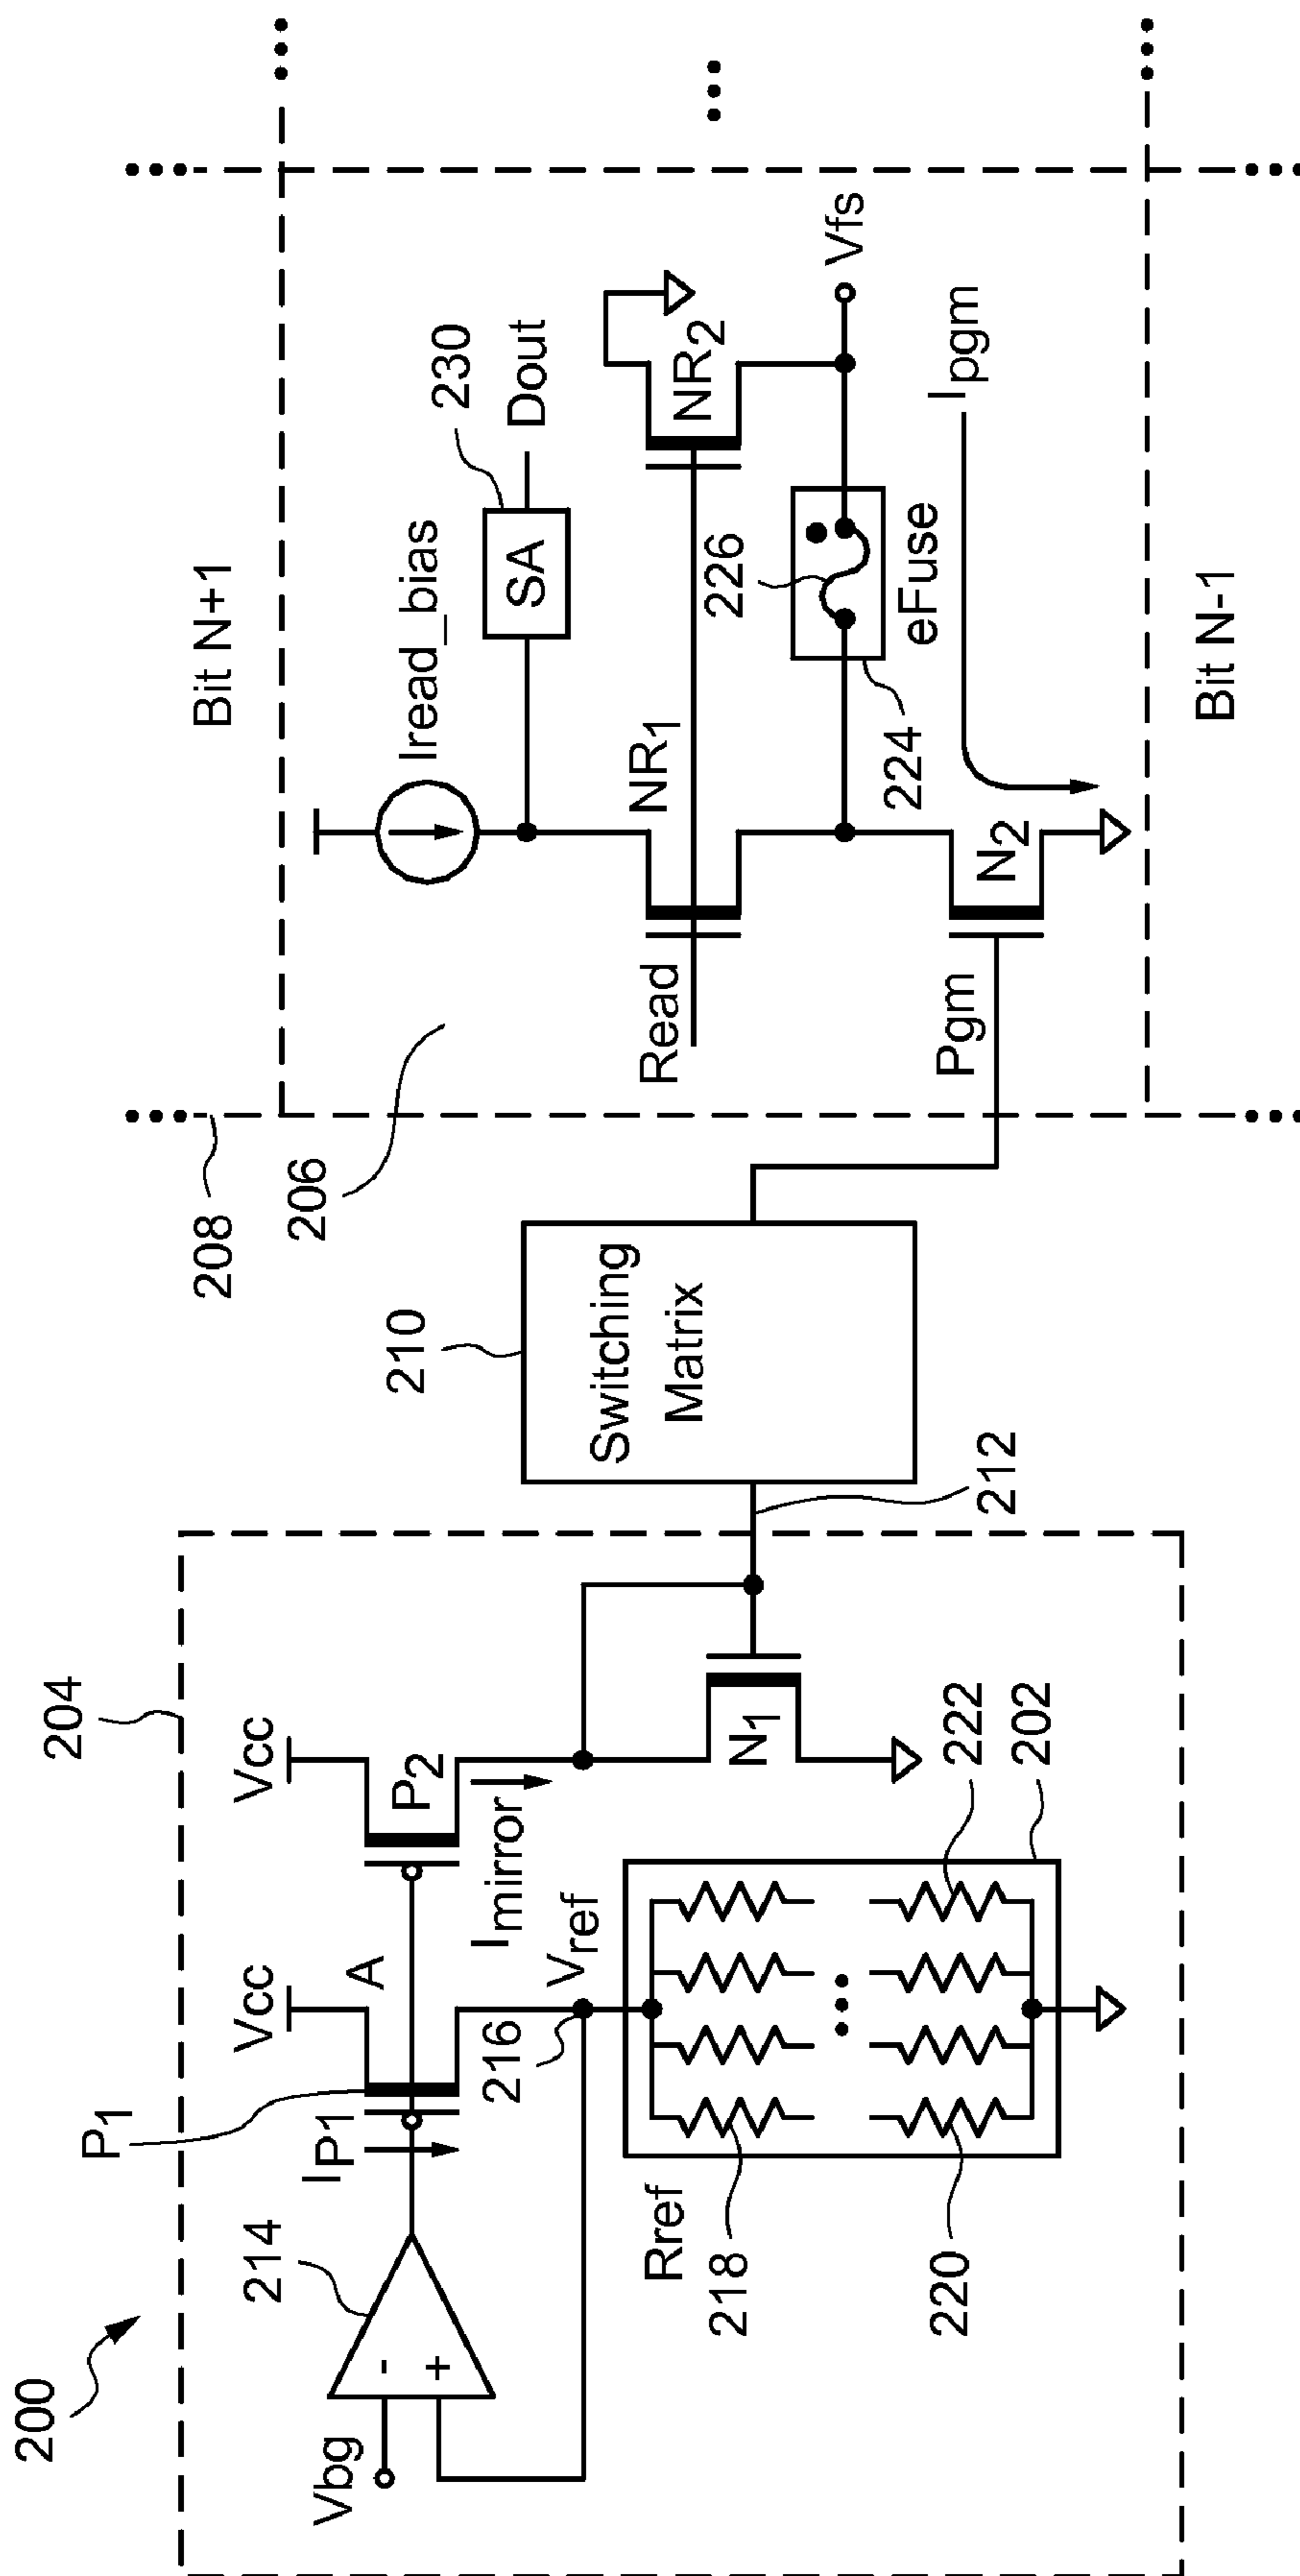 200
204
Vbg
-
+
214
P1
IP1
Vcc
A
Vcc
P2
Imirror
216
Vref
Rref
218
220
222
202
N1
212
210
Switching
Matrix
208
206
Bit N+1
Iread_bias
230
SA
Dout
Read
NR1
NR2
226
Vfs
224
eFuse
Pgm
N2
Ipgm
Bit N-1